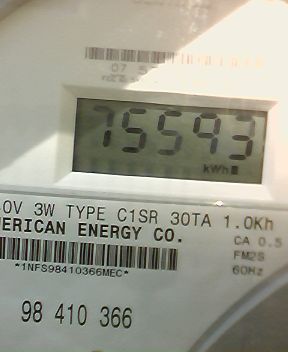 75593
kWh
0V 3W TYPE C1SR 30TA 1.0Kh
ERICAN ENERGY CO.
CA 0.5
FM2S
60Hz
*1NFS98410366MEC*
98 410 366